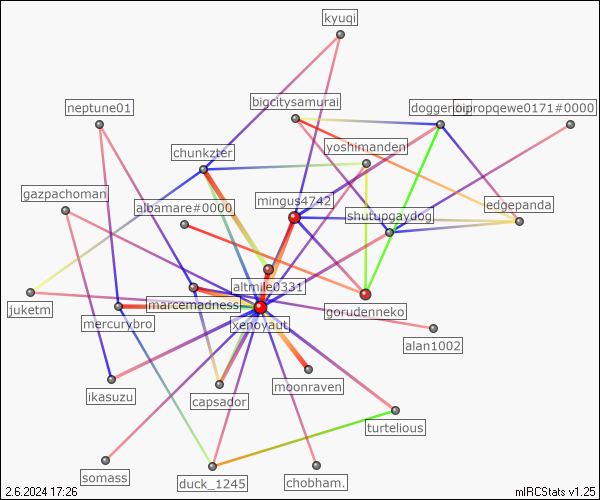 kyuqi
bigcitysamurai
neptune01
doggerino
oipropqewe0171#0000
yoshimanden
chunkzter
gazpachoman
mingus4742
albamare#0000
shutupgaydog
edgepanda
altmile0331
juketm
marcemadness
gorudenneko
mercurybro
xenoyaut
alan1002
moonraven
ikasuzu
capsador
turtelious
somass
duck_1245
chobham.
2.6.2024 17:26
mIRCStats v1.25